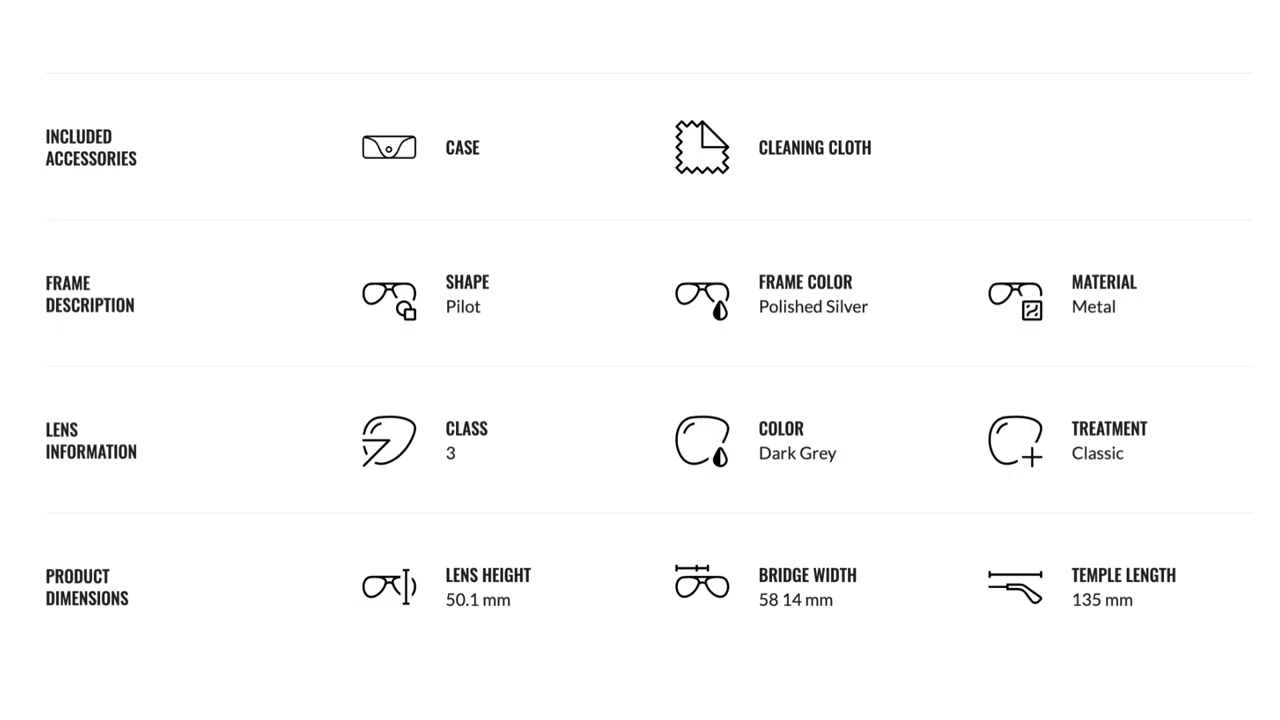 INCLUDED
ACCESSORIES
CASE
CLEANING CLOTH
FRAME
DESCRIPTION
SHAPE
Pilot
FRAME COLOR
Polished Silver
MATERIAL
Metal
LENS
INFORMATION
CLASS
3
COLOR
Dark Grey
TREATMENT
Classic
PRODUCT
DIMENSIONS
LENS HEIGHT
50.1 mm
BRIDGE WIDTH
58 14 mm
TEMPLE LENGTH
135 mm